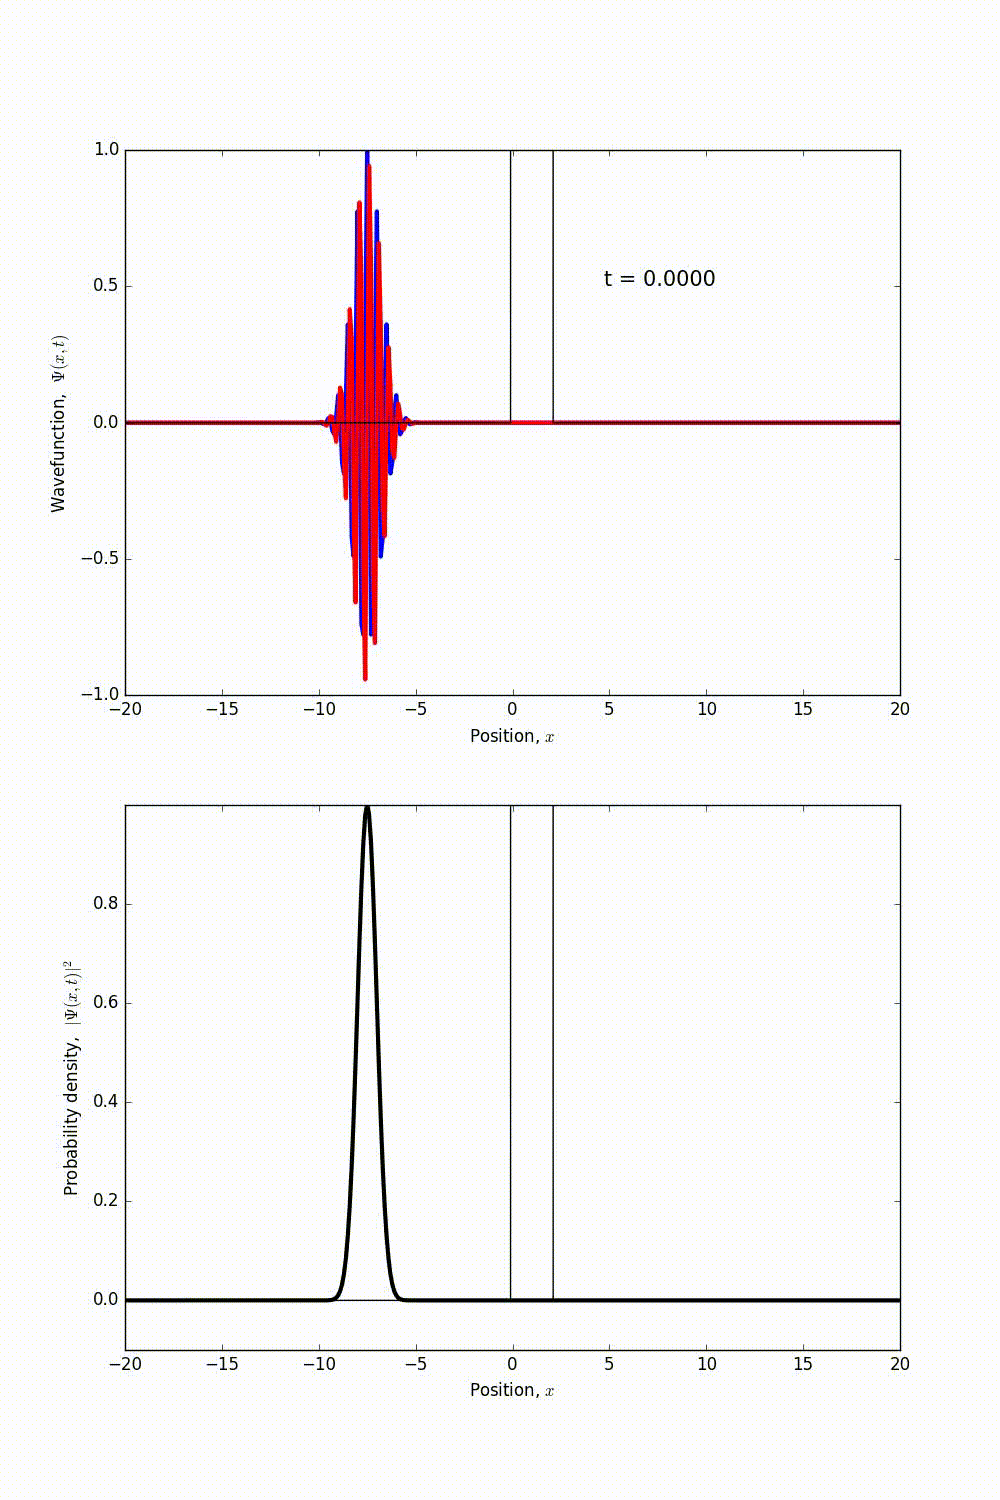 1.0
0.5
0.0
−0.5
−1.0
Wavefunction, Ψ(x,t)
t = 0.0000
−20 −15 −10 −5 0 5 10 15 20
Position, x
0.8
0.6
0.4
0.2
0.0
Probability density, |Ψ(x,t)|²
−20 −15 −10 −5 0 5 10 15 20
Position, x